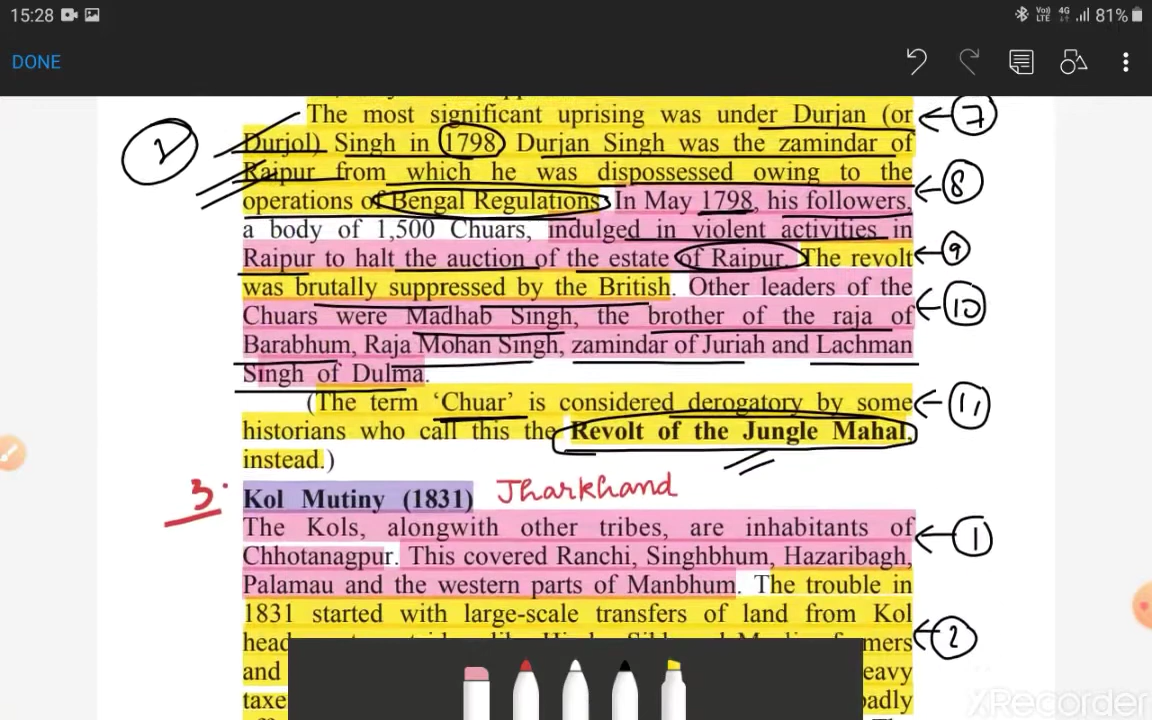 15:28 Vo) LTE 4G 81%
DONE
The most significant uprising was under Durjan (or
Durjol) Singh in 1798 Durjan Singh was the zamindar of
Raipur from which he was dispossessed owing to the
operations of Bengal Regulations. In May 1798, his followers,
a body of 1,500 Chuars, indulged in violent activities in
Raipur to halt the auction of the estate of Raipur. The revolt
was brutally suppressed by the British. Other leaders of the
Chuars were Madhab Singh, the brother of the raja of
Barabhum, Raja Mohan Singh, zamindar of Juriah and Lachman
Singh of Dulma.
(The term ‘Chuar’ is considered derogatory by some
historians who call this the Revolt of the Jungle Mahal,
instead.)
Kol Mutiny (1831) Jharkhand
The Kols, alongwith other tribes, are inhabitants of
Chhotanagpur. This covered Ranchi, Singhbhum, Hazaribagh,
Palamau and the western parts of Manbhum. The trouble in
1831 started with large-scale transfers of land from Kol
head
and
taxe
2
3.
7
8
9
10
11
1
2
XRecorder